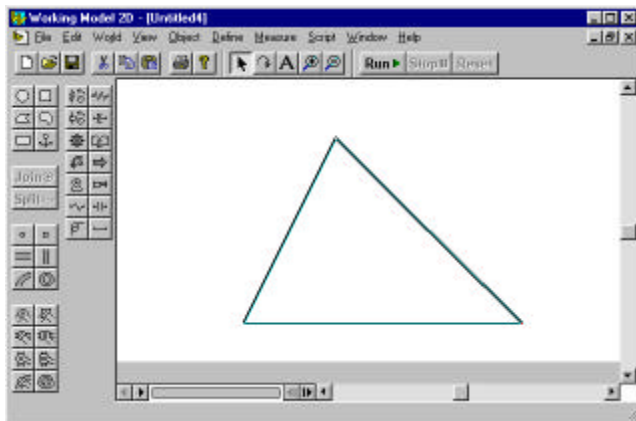 Working Model 2D - [Untitled4]
File Edit World View Object Define Measure Script Window Help
A ? Run Stop Reset
Join
Split